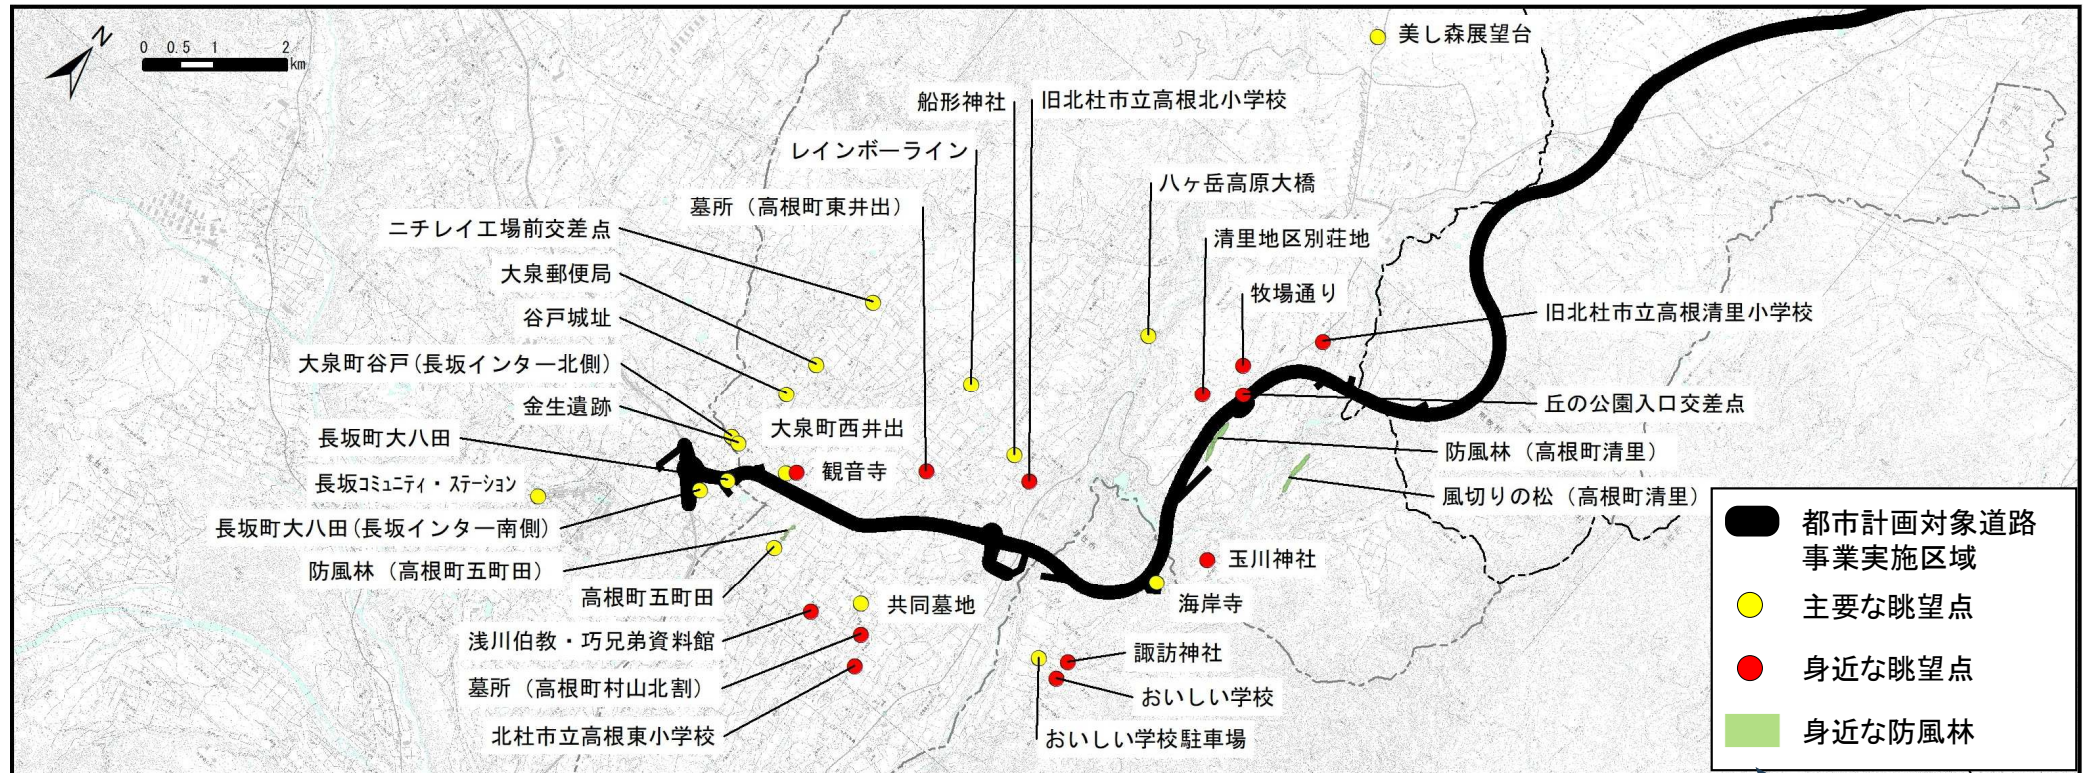 N
0 0.5 1 2
km
美し森展望台
船形神社
旧北杜市立高根北小学校
レインボーライン
八ヶ岳高原大橋
墓所（高根町東井出）
ニチレイ工場前交差点
清里地区別荘地
大泉郵便局
牧場通り
谷戸城址
旧北杜市立高根清里小学校
大泉町谷戸(長坂インター北側)
金生遺跡
丘の公園入口交差点
大泉町西井出
長坂町大八田
防風林（高根町清里）
観音寺
長坂ｺﾐｭﾆﾃｨ・ｽﾃｰｼｮﾝ
風切りの松（高根町清里）
長坂町大八田(長坂インター南側)
防風林（高根町五町田）
玉川神社
高根町五町田
共同墓地
海岸寺
浅川伯教・巧兄弟資料館
諏訪神社
墓所（高根町村山北割）
おいしい学校
北杜市立高根東小学校
おいしい学校駐車場
都市計画対象道路
事業実施区域
主要な眺望点
身近な眺望点
身近な防風林